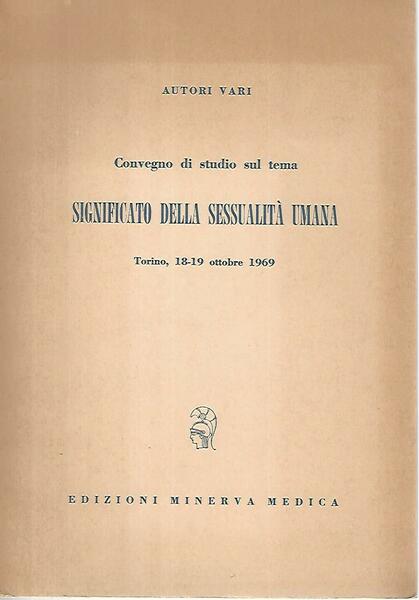 AUTORI VARI
Convegno di studio sul tema
SIGNIFICATO DELLA SESSUALITÀ UMANA
Torino, 18-19 ottobre 1969
EDIZIONI MINERVA MEDICA